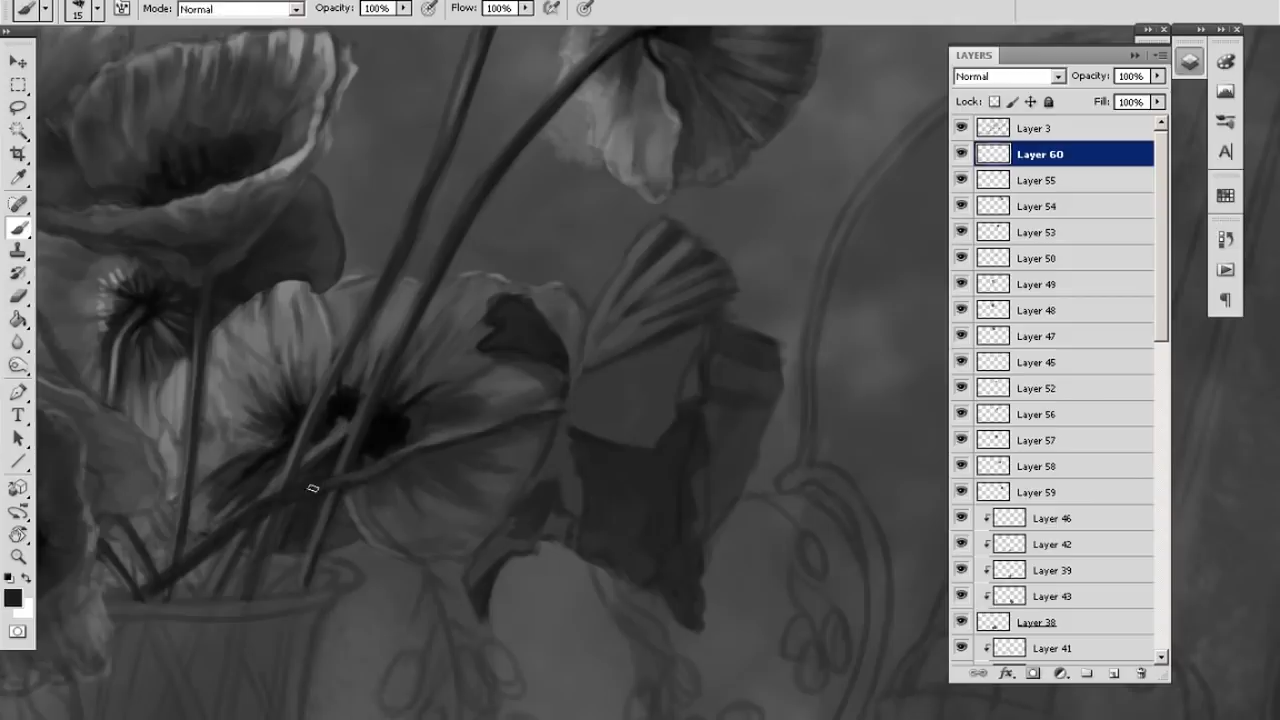 Mode: Normal Opacity: 100% Flow: 100%
15
LAYERS
Normal Opacity: 100%
Lock: Fill: 100%
Layer 3
Layer 60
Layer 55
Layer 54
Layer 53
Layer 50
Layer 49
Layer 48
Layer 47
Layer 45
Layer 52
Layer 56
Layer 57
Layer 58
Layer 59
Layer 46
Layer 42
Layer 39
Layer 43
Layer 38
Layer 41